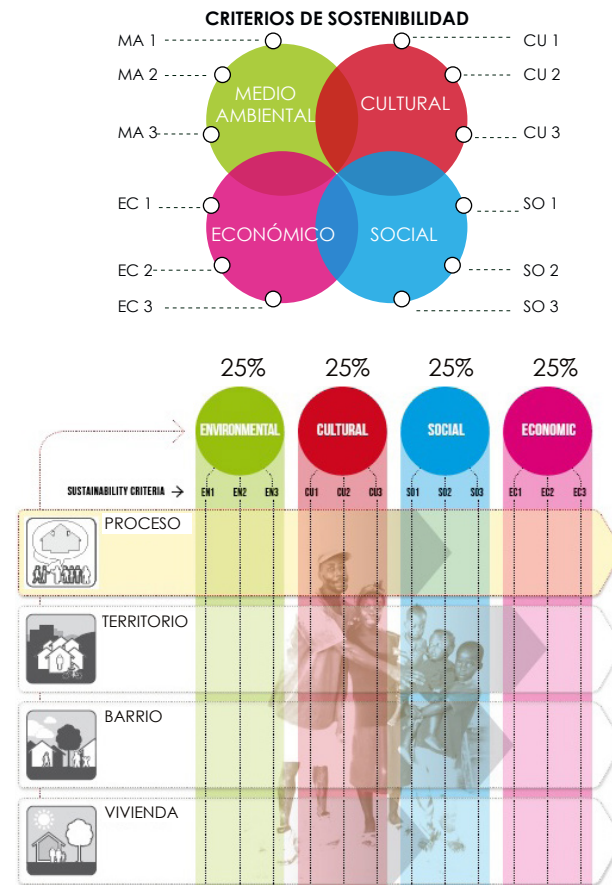 CRITERIOS DE SOSTENIBILIDAD
MA 1
CU 1
MA 2
CU 2
MEDIO
AMBIENTAL
CULTURAL
MA 3
CU 3
EC 1
SO 1
ECONÓMICO
SOCIAL
EC 2
SO 2
EC 3
SO 3
25% 25% 25% 25%
ENVIRONMENTAL CULTURAL SOCIAL ECONOMIC
SUSTAINABILITY CRITERIA → EN1 EN2 EN3 CU1 CU2 CU3 SO1 SO2 SO3 EC1 EC2 EC3
PROCESO
TERRITORIO
BARRIO
VIVIENDA